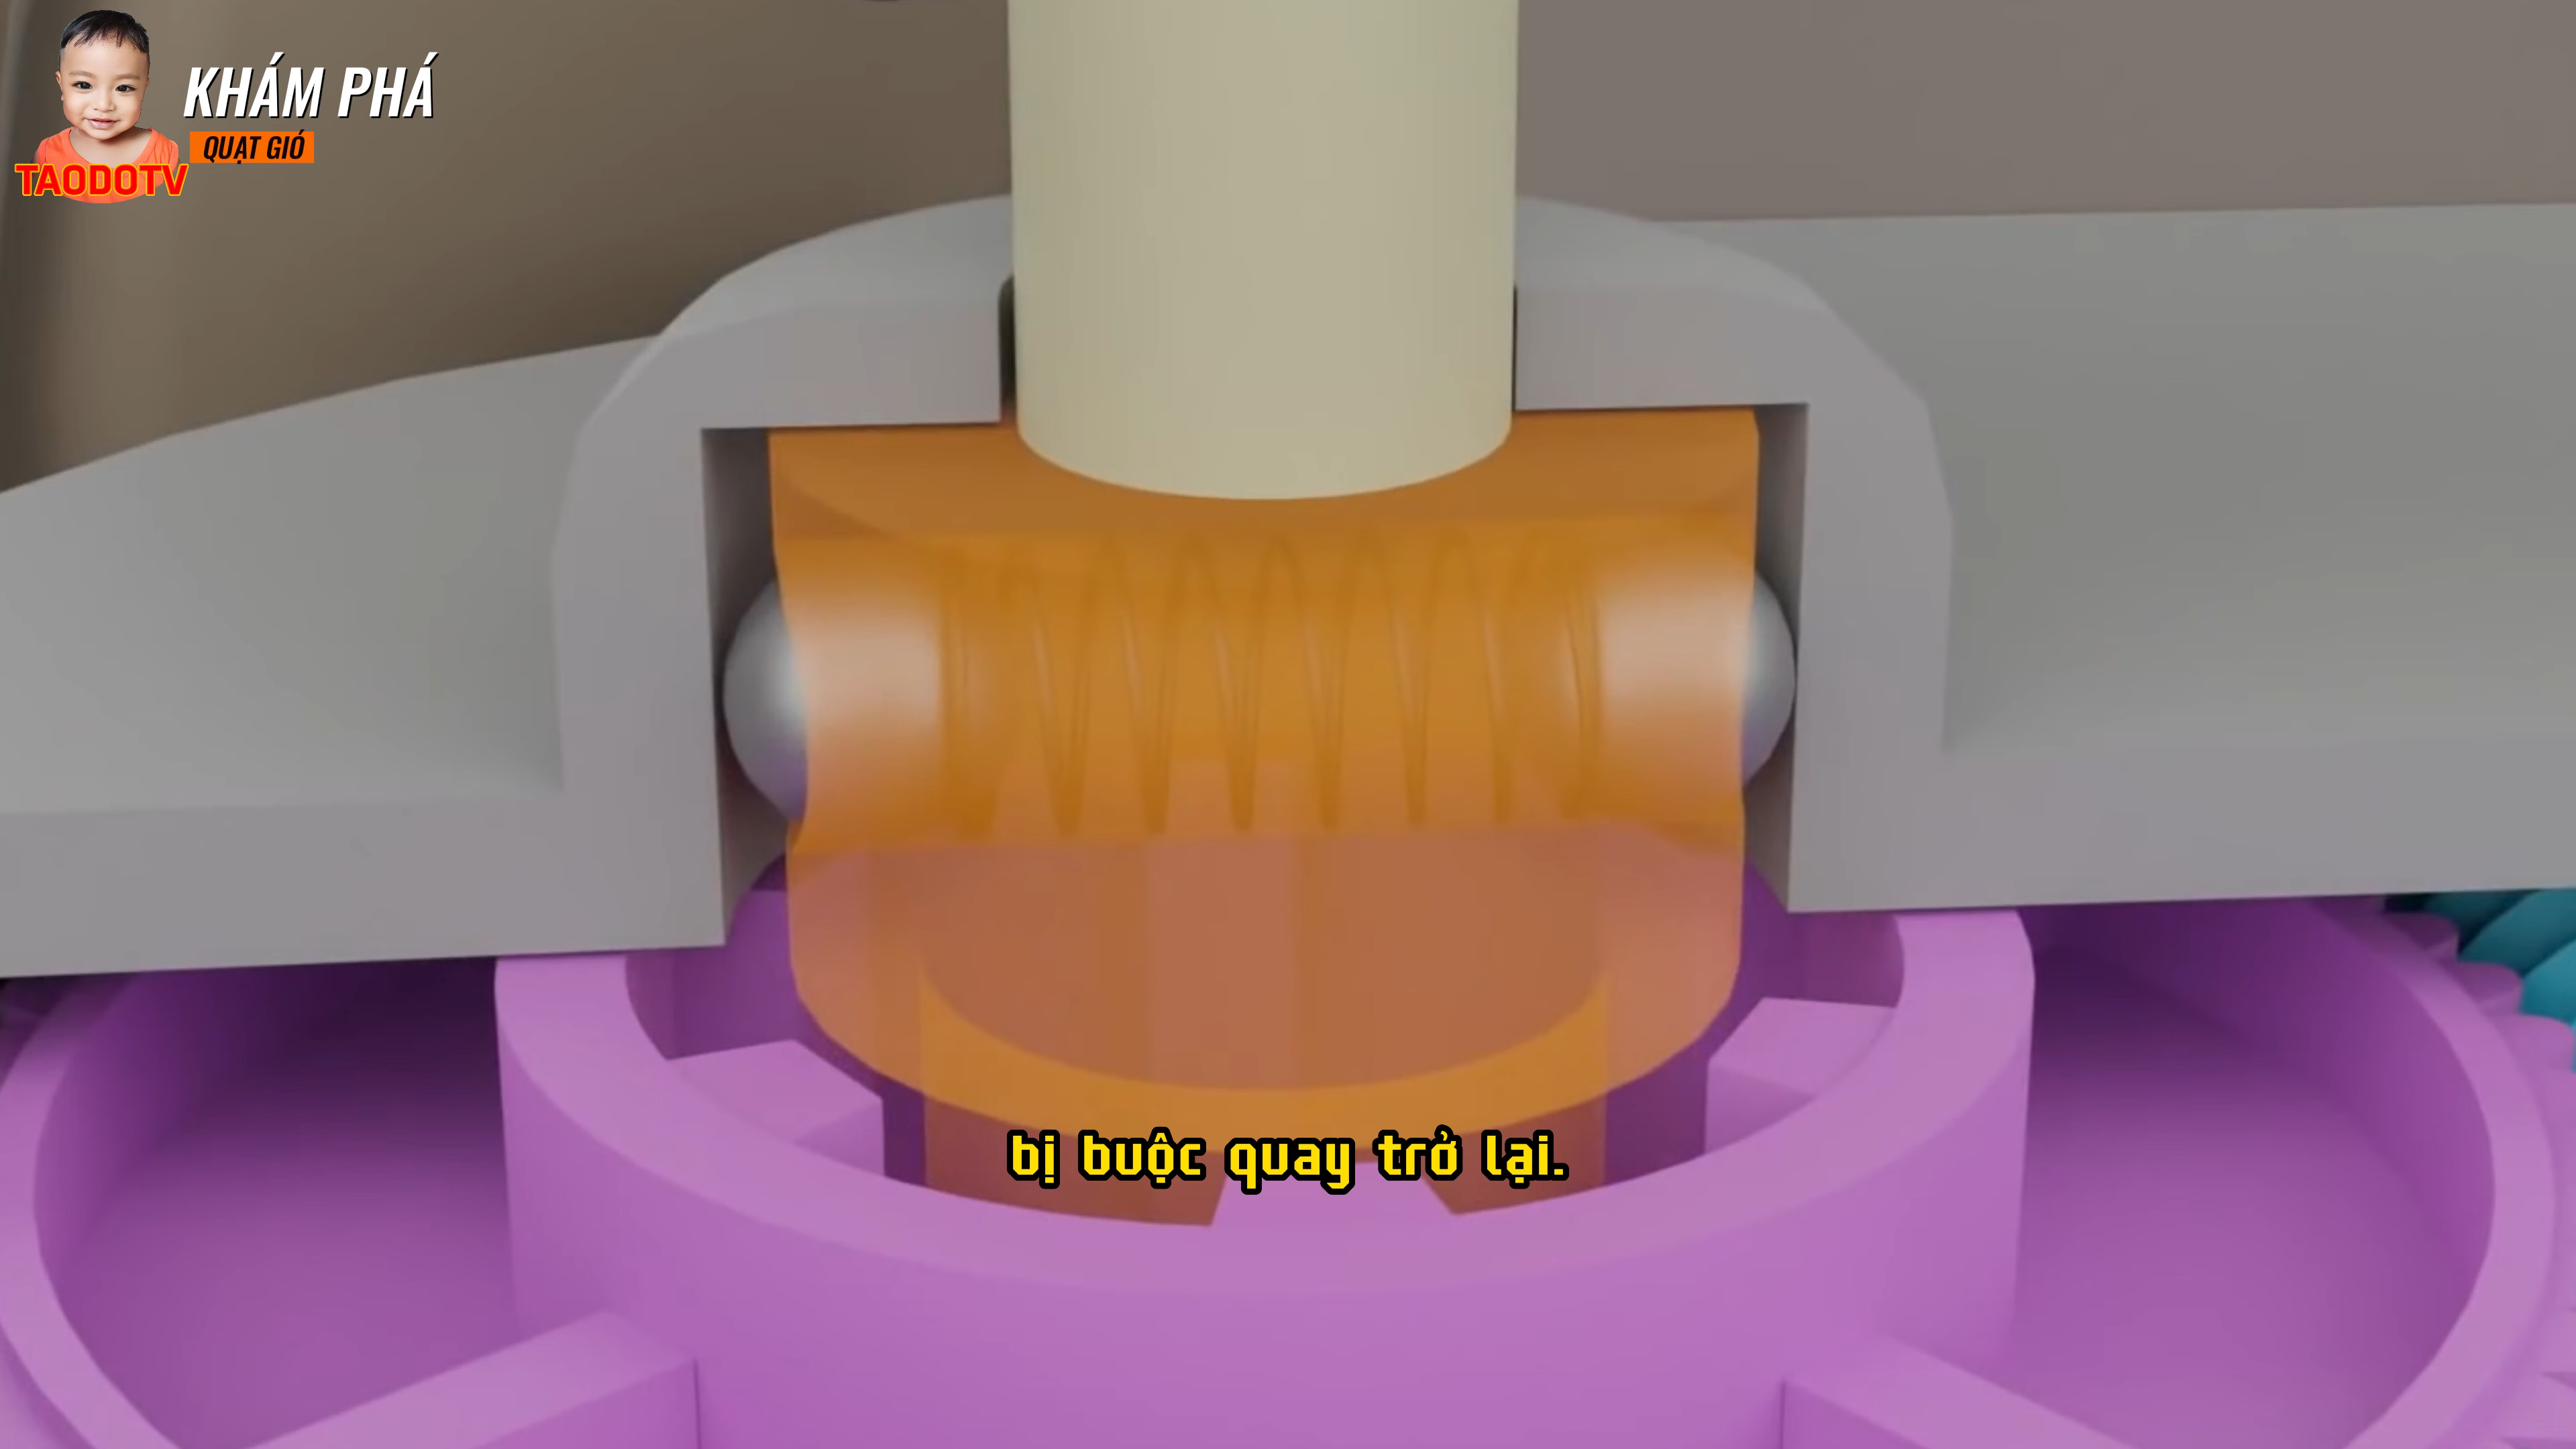 KHÁM PHÁ
QUẠT GIÓ
TAODOTV
bị buộc quay trở lại.